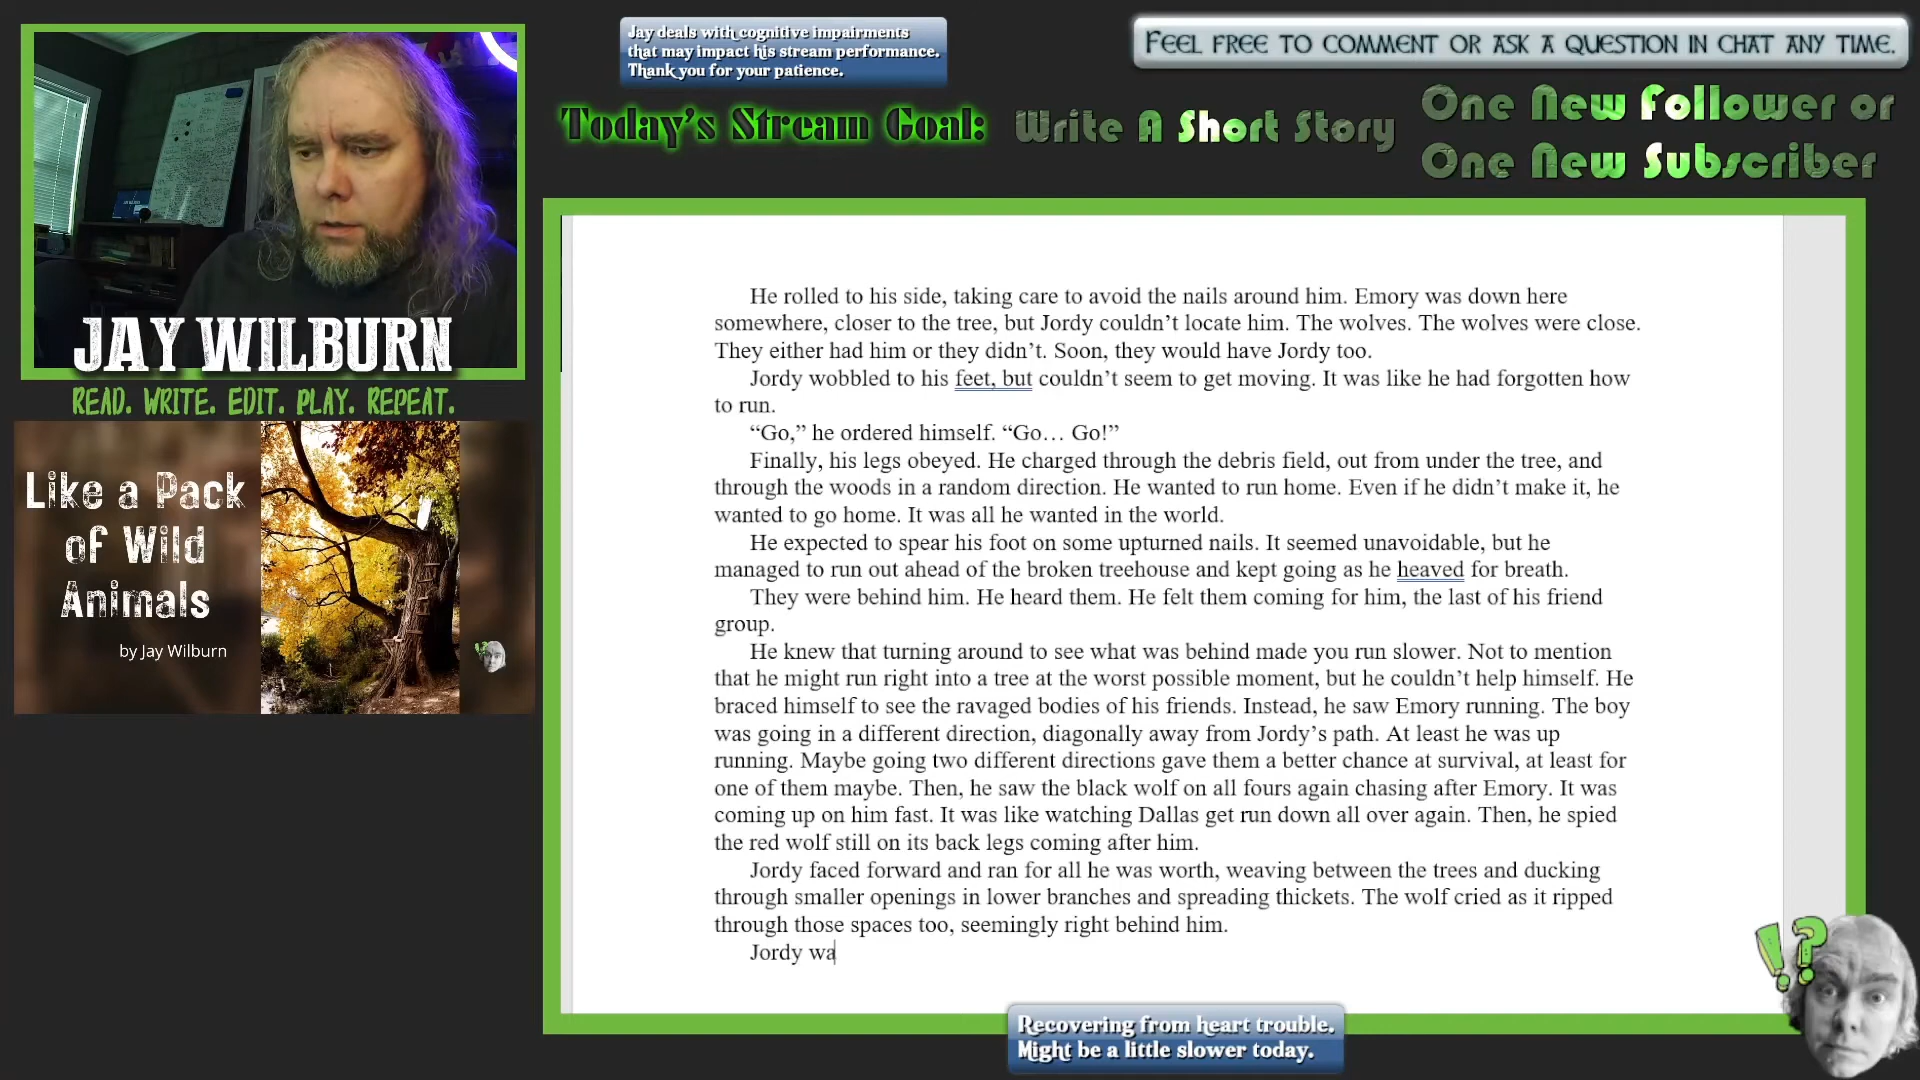 Jay deals with cognitive impairments
that may impact his stream performance.
Thank you for your patience.
FEEL FREE TO COMMENT OR ASK A QUESTION IN CHAT ANY TIME.
Today's Stream Goal:
Write A Short Story
One New Follower or
One New Subscriber
JAY WILBURN
READ. WRITE. EDIT. PLAY. REPEAT.
Like a Pack
of Wild
Animals
by Jay Wilburn
He rolled to his side, taking care to avoid the nails around him. Emory was down here
somewhere, closer to the tree, but Jordy couldn’t locate him. The wolves. The wolves were close.
They either had him or they didn’t. Soon, they would have Jordy too.
Jordy wobbled to his feet, but couldn’t seem to get moving. It was like he had forgotten how
to run.
“Go,” he ordered himself. “Go… Go!”
Finally, his legs obeyed. He charged through the debris field, out from under the tree, and
through the woods in a random direction. He wanted to run home. Even if he didn’t make it, he
wanted to go home. It was all he wanted in the world.
He expected to spear his foot on some upturned nails. It seemed unavoidable, but he
managed to run out ahead of the broken treehouse and kept going as he heaved for breath.
They were behind him. He heard them. He felt them coming for him, the last of his friend
group.
He knew that turning around to see what was behind made you run slower. Not to mention
that he might run right into a tree at the worst possible moment, but he couldn’t help himself. He
braced himself to see the ravaged bodies of his friends. Instead, he saw Emory running. The boy
was going in a different direction, diagonally away from Jordy’s path. At least he was up
running. Maybe going two different directions gave them a better chance at survival, at least for
one of them maybe. Then, he saw the black wolf on all fours again chasing after Emory. It was
coming up on him fast. It was like watching Dallas get run down all over again. Then, he spied
the red wolf still on its back legs coming after him.
Jordy faced forward and ran for all he was worth, weaving between the trees and ducking
through smaller openings in lower branches and spreading thickets. The wolf cried as it ripped
through those spaces too, seemingly right behind him.
Jordy wa
!?
Recovering from heart trouble.
Might be a little slower today.